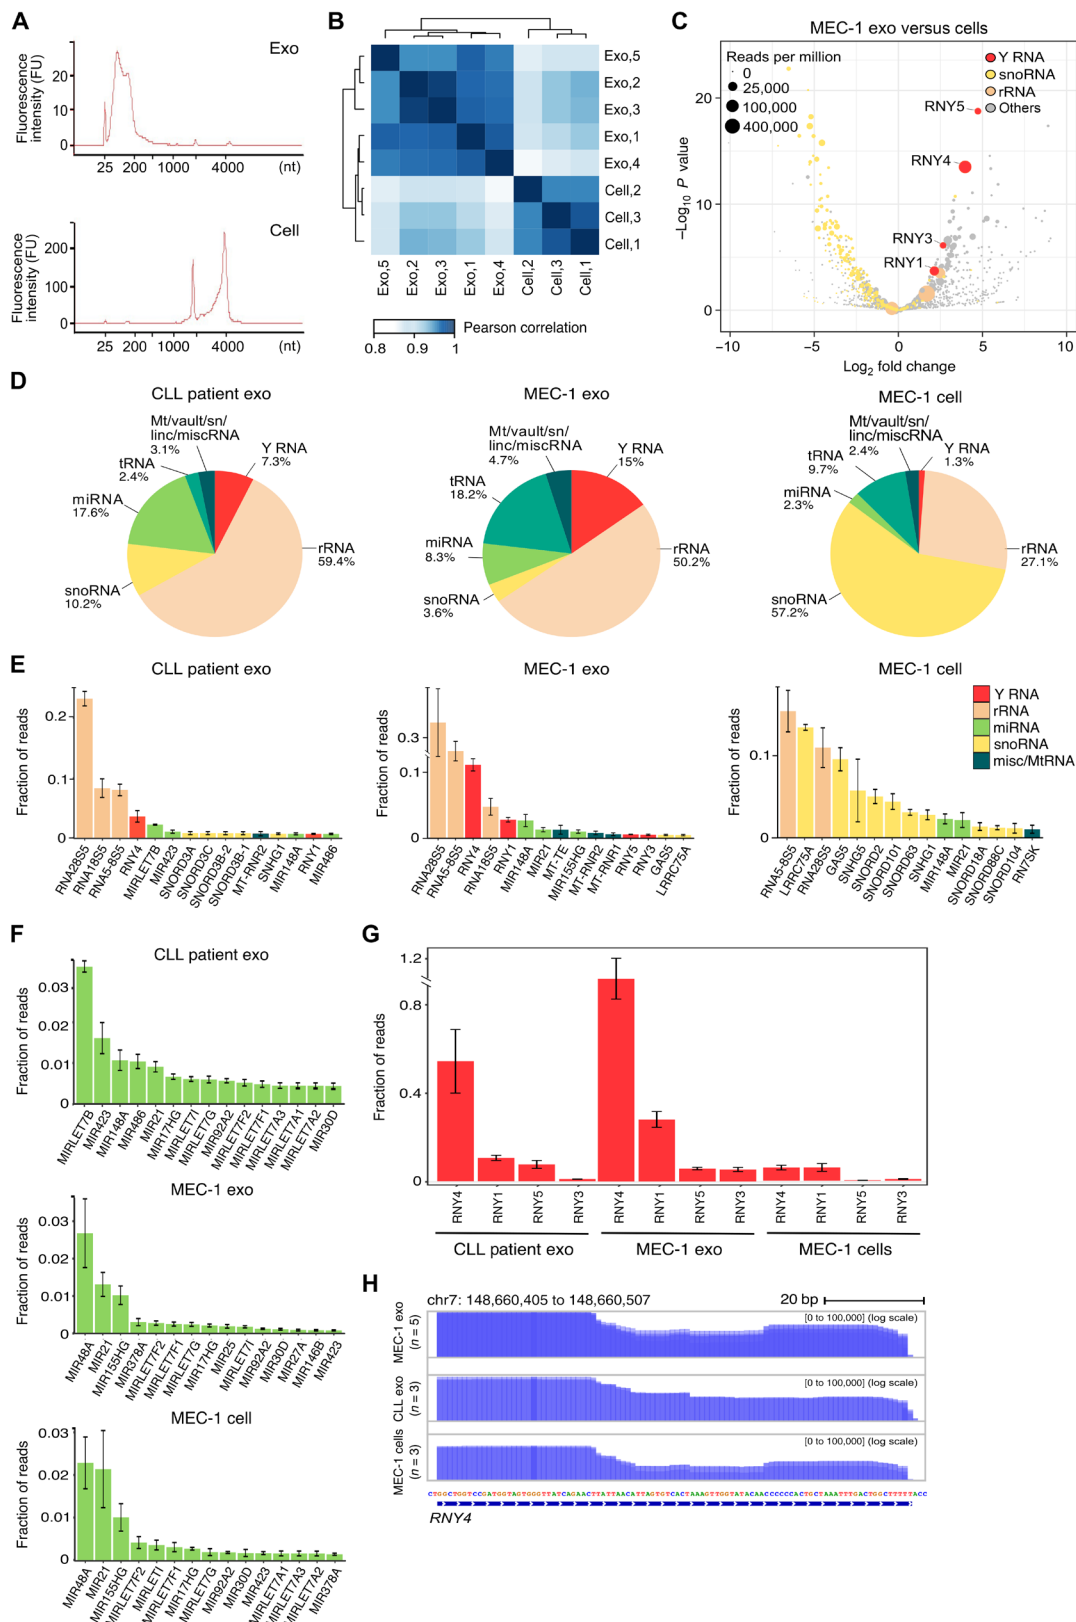 A
Exo
Fluorescence
intensity (FU)
20
10
0
25 200 1000 4000 (nt)
Cell
Fluorescence
intensity (FU)
200
100
0
25 200 1000 4000 (nt)
B
Exo,5
Exo,2
Exo,3
Exo,1
Exo,4
Cell,2
Cell,3
Cell,1
Exo,5
Exo,2
Exo,3
Exo,1
Exo,4
Cell,2
Cell,3
Cell,1
Pearson correlation
0.8 0.9 1
C
MEC-1 exo versus cells
Reads per million
0
25,000
100,000
400,000
Y RNA
snoRNA
rRNA
Others
RNY5
RNY4
RNY3
RNY1
–Log10 P value
20
10
0
−10 −5 0 5 10
Log2 fold change
D
CLL patient exo
Mt/vault/sn/
linc/miscRNA
3.1%
Y RNA
7.3%
tRNA
2.4%
miRNA
17.6%
rRNA
59.4%
snoRNA
10.2%
MEC-1 exo
Mt/vault/sn/
linc/miscRNA
4.7%
Y RNA
15%
tRNA
18.2%
miRNA
8.3%
rRNA
50.2%
snoRNA
3.6%
MEC-1 cell
Mt/vault/sn/
linc/miscRNA
2.4%
Y RNA
1.3%
tRNA
9.7%
miRNA
2.3%
rRNA
27.1%
snoRNA
57.2%
E
CLL patient exo
Fraction of reads
0.2
0.1
0
RNA28S5
RNA18S5
RNA5-8S5
RNY4
MIRLET7B
MIR423
SNORD3A
SNORD3C
SNORD3B-2
SNORD3B-1
MT-RNR2
SNHG1
MIR148A
RNY1
MIR486
MEC-1 exo
Fraction of reads
0.3
0.1
0
RNA28S5
RNA5-8S5
RNY4
RNA18S5
RNY1
MIR148A
MIR21
MT-TE
MIR155HG
MT-RNR2
MT-RNR1
RNY5
RNY3
GAS5
LRRC75A
MEC-1 cell
Fraction of reads
0.1
0
RNA5-8S5
LRRC75A
RNA28S5
GAS5
SNHG5
SNORD2
SNORD101
SNORD63
SNHG1
MIR148A
MIR21
SNORD18A
SNORD88C
SNORD104
RN7SK
Y RNA
rRNA
miRNA
snoRNA
misc/MtRNA
F
CLL patient exo
Fraction of reads
0.03
0.02
0.01
0
MIRLET7B
MIR423
MIR148A
MIR486
MIR21
MIR17HG
MIRLET7I
MIRLET7G
MIR92A2
MIRLET7F2
MIRLET7F1
MIRLET7A3
MIRLET7A1
MIRLET7A2
MIR30D
MEC-1 exo
Fraction of reads
0.03
0.02
0.01
0
MIR48A
MIR21
MIR155HG
MIR378A
MIRLET7F2
MIRLET7F1
MIRLET7G
MIR17HG
MIR25
MIRLET7I
MIR92A2
MIR30D
MIR27A
MIR146B
MIR423
MEC-1 cell
Fraction of reads
0.03
0.02
0.01
0
MIR48A
MIR21
MIR155HG
MIRLET7F2
MIRLETI
MIRLET7F1
MIR17HG
MIRLET7G
MIR92A2
MIR30D
MIR423
MIRLET7A1
MIRLET7A3
MIRLET7A2
MIR378A
G
Fraction of reads
1.2
0.8
0.4
0
RNY4
RNY1
RNY5
RNY3
RNY4
RNY1
RNY5
RNY3
RNY4
RNY1
RNY5
RNY3
CLL patient exo
MEC-1 exo
MEC-1 cells
H
chr7: 148,660,405 to 148,660,507
20 bp
MEC-1 exo
(n = 5)
[0 to 100,000] (log scale)
CLL exo
(n = 3)
[0 to 100,000] (log scale)
MEC-1 cells
(n = 3)
[0 to 100,000] (log scale)
CTGGCTGGTCCGATGGTAGTGGGTTATCAGAACTTATTAACATTAGTGTCACTAAAGTTGGTATACAACCCCCCACTGCTAAATTTGACTGGCTTTTTACC
RNY4